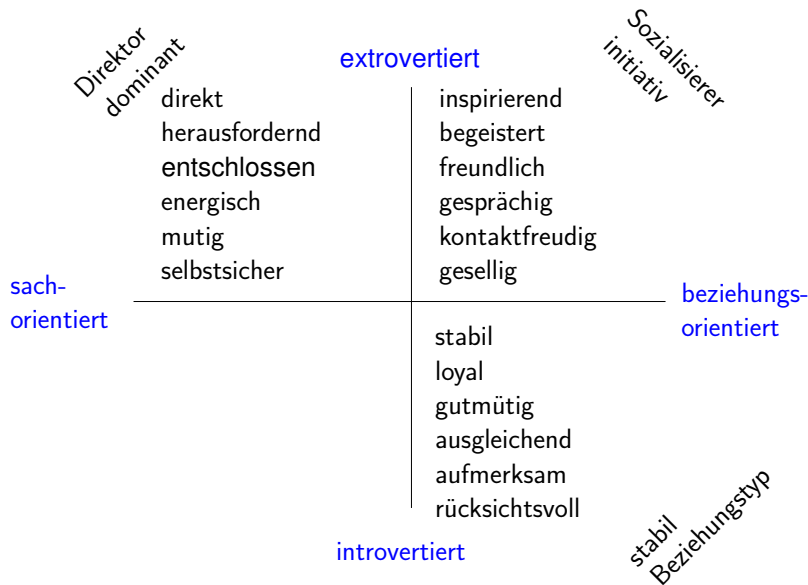 Direktor
dominant
extrovertiert
Sozialisierer
initiativ
direkt
herausfordernd
entschlossen
energisch
mutig
selbstsicher
inspirierend
begeistert
freundlich
gesprächig
kontaktfreudig
gesellig
sach-
orientiert
beziehungs-
orientiert
stabil
loyal
gutmütig
ausgleichend
aufmerksam
rücksichtsvoll
introvertiert
stabil
Beziehungstyp